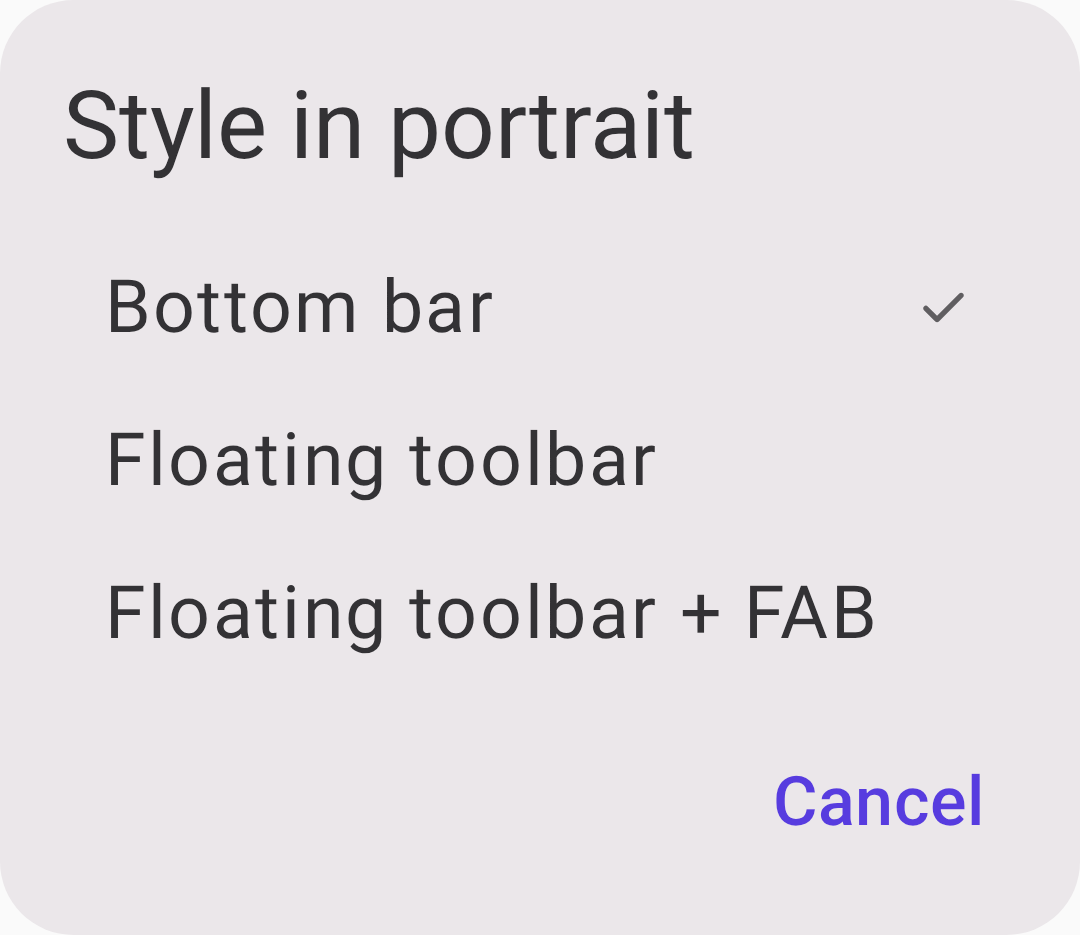 Style in portrait
Bottom bar
Floating toolbar
Floating toolbar + FAB
Cancel